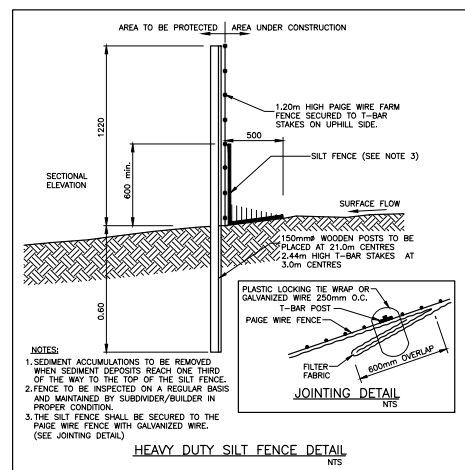 AREA TO BE PROTECTED
AREA UNDER CONSTRUCTION
1220
600 min.
500
1.20m HIGH PAIGE WIRE FARM
FENCE SECURED TO T-BAR
STAKES ON UPHILL SIDE.
SILT FENCE (SEE NOTE 3)
SECTIONAL
ELEVATION
SURFACE FLOW
150mmø WOODEN POSTS TO BE
PLACED AT 21.0m CENTRES
2.44m HIGH T-BAR STAKES AT
3.0m CENTRES
0.60
PLASTIC LOCKING TIE WRAP OR
GALVANIZED WIRE 250mm O.C.
T-BAR POST
PAIGE WIRE FENCE
FILTER
FABRIC
600mm OVERLAP
JOINTING DETAIL
NTS
NOTES:
1. SEDIMENT ACCUMULATIONS TO BE REMOVED
WHEN SEDIMENT DEPOSITS REACH ONE THIRD
OF THE WAY TO THE TOP OF THE SILT FENCE.
2. FENCE TO BE INSPECTED ON A REGULAR BASIS
AND MAINTAINED BY SUBDIVIDER/BUILDER IN
PROPER CONDITION.
3. THE SILT FENCE SHALL BE SECURED TO THE
PAIGE WIRE FENCE WITH GALVANIZED WIRE.
(SEE JOINTING DETAIL)
HEAVY DUTY SILT FENCE DETAIL
NTS